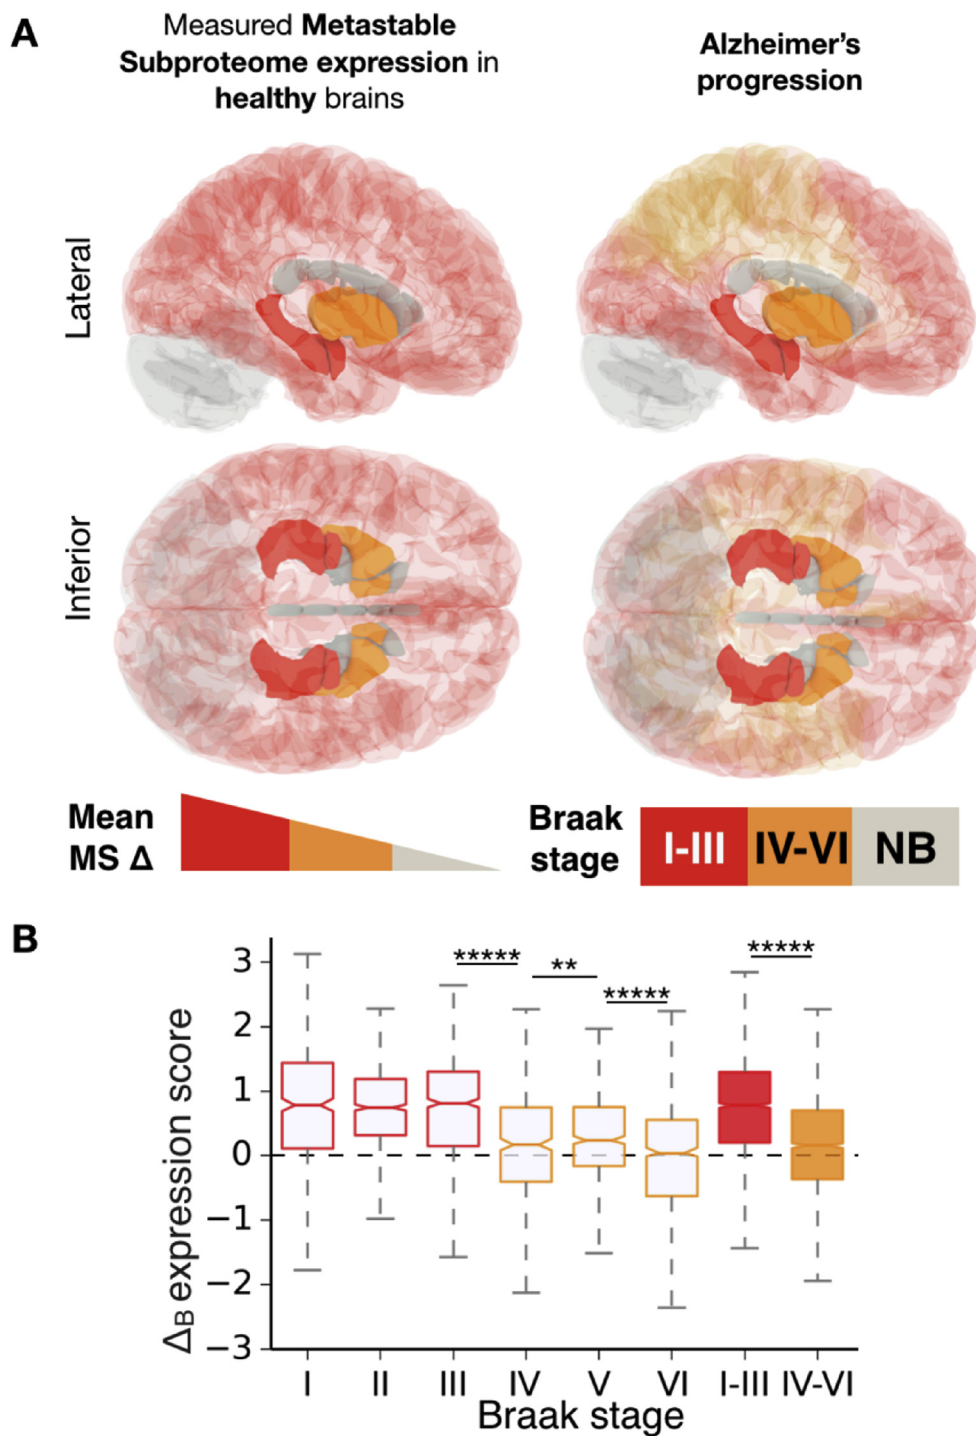 A
Measured Metastable
Subproteome expression in
healthy brains
Alzheimer's
progression
Lateral
Inferior
Mean
MS Δ
Braak
stage
I-III IV-VI NB
B
***** ** ***** *****
3
2
1
0
−1
−2
−3
ΔB expression score
I II III IV V VI I-III IV-VI
Braak stage